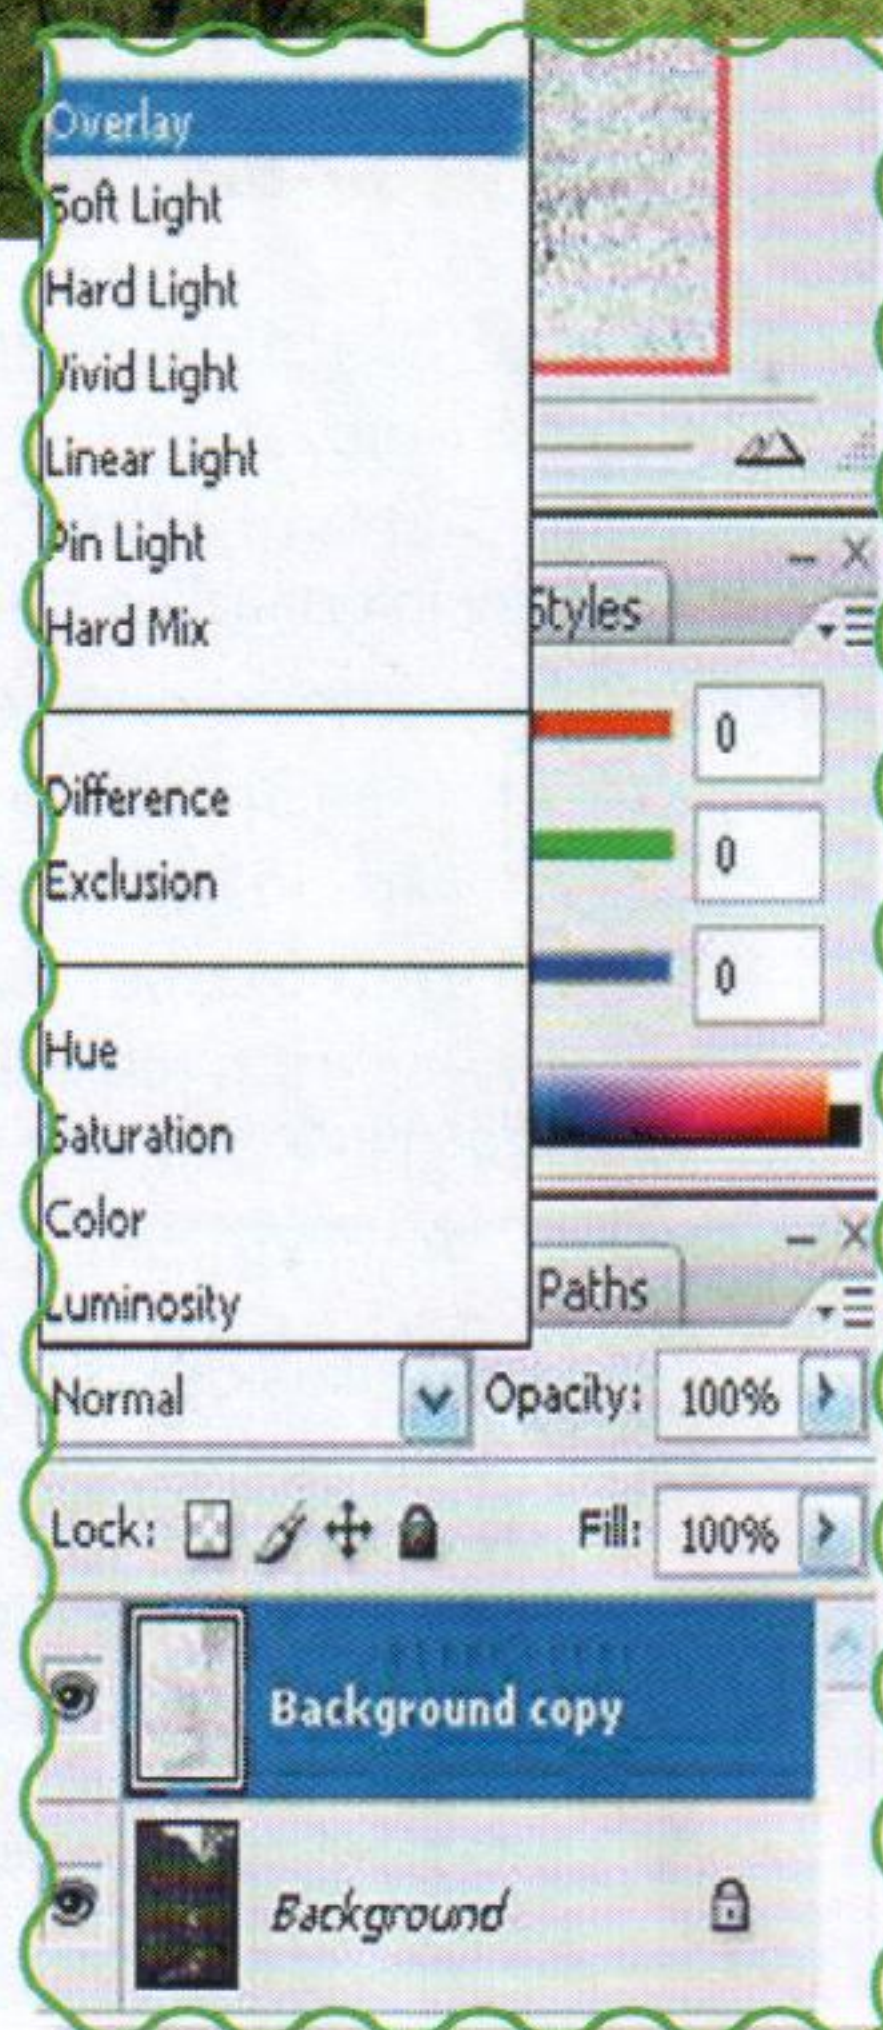 Overlay
Soft Light
Hard Light
Vivid Light
Linear Light
Pin Light
Hard Mix
Styles
0
Difference
0
Exclusion
0
Hue
Saturation
Color
Luminosity
Paths
Normal Opacity: 100%
Lock: Fill: 100%
Background copy
Background